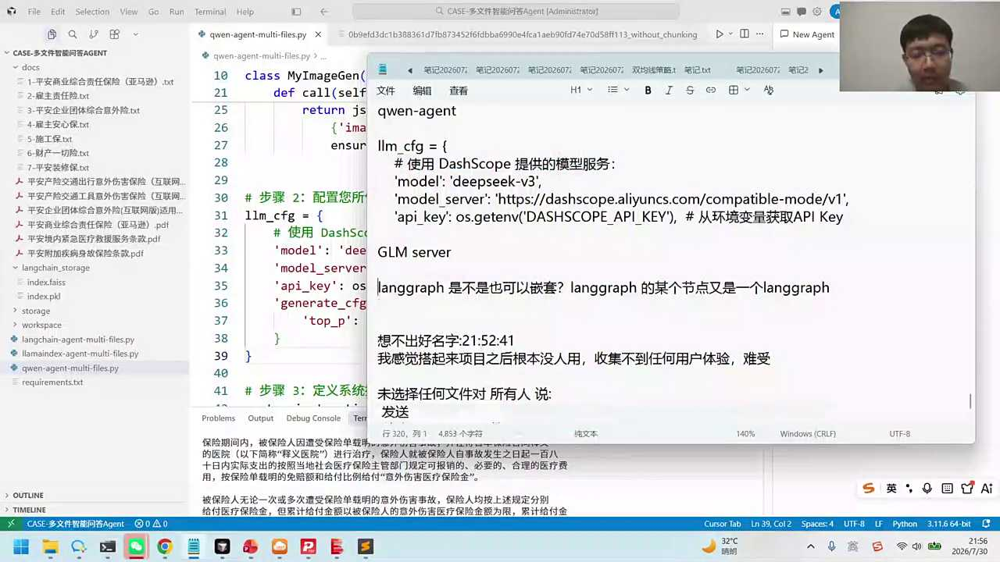 File Edit Selection View Go Run Terminal Help
CASE-多文件智能问答Agent [Administrator]
qwen-agent-multi-files.py
0b9efd3dc1b388361d7fb873452f6fdbba6990e4fca1aeb90fd74e70d58ff113_without_chunking
New Agent
CASE-多文件智能问答AGENT
docs
1-平安商业综合责任保险（亚马逊）.txt
2-雇主责任险.txt
3-平安企业团体综合意外险.txt
4-雇主安心保.txt
5-施工保.txt
6-财产一切险.txt
7-平安装修保.txt
平安产险交通出行意外伤害保险（互联网...
平安产险交通工具意外伤害保险（互联网...
平安企业团体综合意外险(互联网版)适用...
平安商业综合责任保险（亚马逊）.pdf
平安境内紧急医疗救援服务条款.pdf
平安附加疾病身故保险条款.pdf
langchain_storage
index.faiss
index.pkl
storage
workspace
langchain-agent-multi-files.py
llamaindex-agent-multi-files.py
qwen-agent-multi-files.py
requirements.txt
OUTLINE
TIMELINE
qwen-agent-multi-files.py > ...
10 class MyImageGen(
21 def call(self
25 return js
26 {'ima
27 ensur
28
29
30 # 步骤 2：配置您所
31 llm_cfg = {
32 # 使用 DashSco
33 'model': 'dee
34 'model_server
35 'api_key': os
36 'generate_cfg
37 'top_p':
38 }
39 }
40
41 # 步骤 3：定义系统
Problems Output Debug Console Ter
保险期间内，被保险人因遭受保险单载明的意外伤害事故，并在符合本保险合同释义
的医院（以下简称“释义医院”）进行治疗，保险人就被保险人自事故发生之日起一百八
十日内实际支出的按照当地社会医疗保险主管部门规定可报销的、必要的、合理的医疗费
用，按保险单载明的免赔额和给付比例给付“意外伤害医疗保险金”。
被保险人无论一次或多次遭受保险单载明的意外伤害事故，保险人均按上述规定分别
给付医疗保险金，但累计给付金额以被保险人的意外伤害医疗保险金额为限，累计给付金
笔记202607 笔记202607 笔记202607 笔记202607 双均线策略.t 笔记.txt 笔记202607 笔记2
文件 编辑 查看 H1 B I S
qwen-agent
llm_cfg = {
# 使用 DashScope 提供的模型服务：
'model': 'deepseek-v3',
'model_server': 'https://dashscope.aliyuncs.com/compatible-mode/v1',
'api_key': os.getenv('DASHSCOPE_API_KEY'), # 从环境变量获取API Key
GLM server
langgraph 是不是也可以嵌套？langgraph 的某个节点又是一个langgraph
想不出好名字:21:52:41
我感觉搭起来项目之后根本没人用，收集不到任何用户体验，难受
未选择任何文件对 所有人 说:
发送
行 320，列 1 4,853 个字符 纯文本 140% Windows (CRLF) UTF-8
英
CASE-多文件智能问答Agent 0 0 Cursor Tab Ln 39, Col 2 Spaces: 4 UTF-8 LF Python 3.11.6 64-bit
32°C
晴朗
21:56
2026/7/30